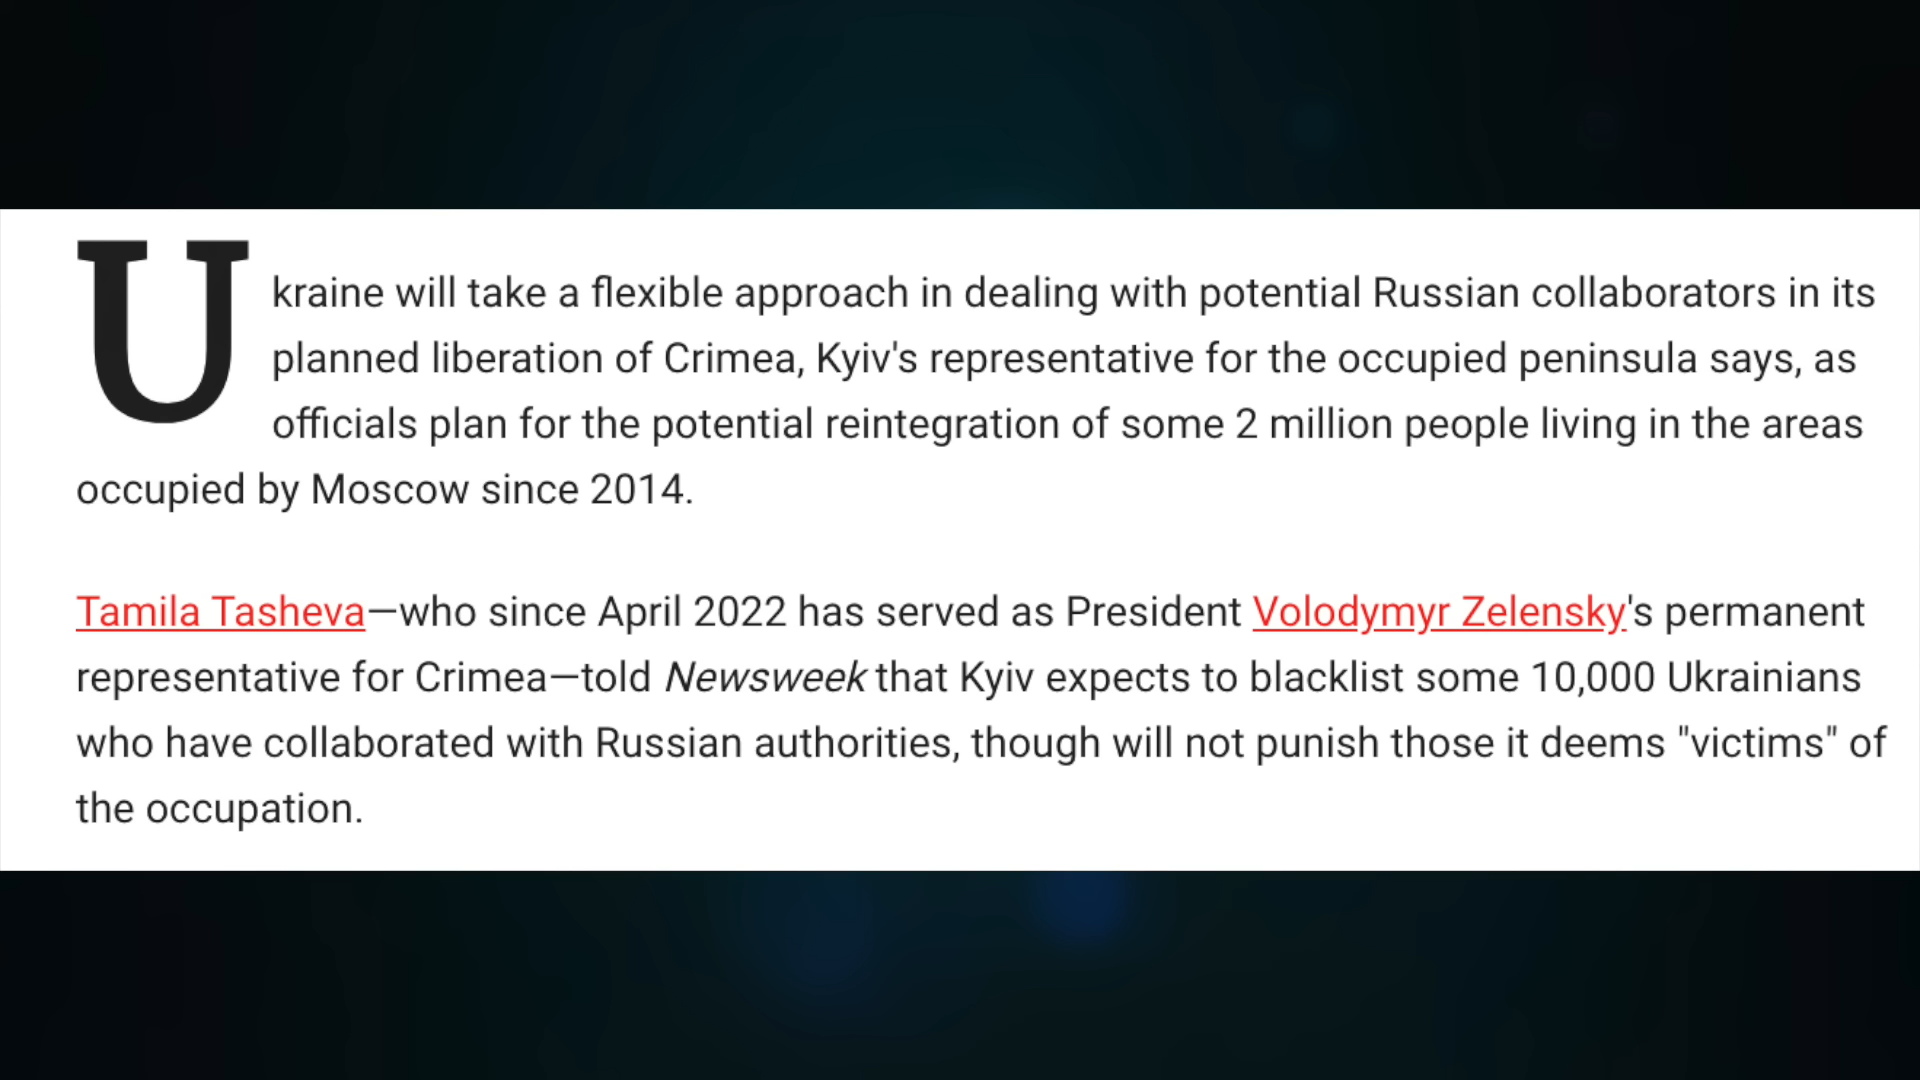 Ukraine will take a flexible approach in dealing with potential Russian collaborators in its
planned liberation of Crimea, Kyiv's representative for the occupied peninsula says, as
officials plan for the potential reintegration of some 2 million people living in the areas
occupied by Moscow since 2014.
Tamila Tasheva—who since April 2022 has served as President Volodymyr Zelensky's permanent
representative for Crimea—told Newsweek that Kyiv expects to blacklist some 10,000 Ukrainians
who have collaborated with Russian authorities, though will not punish those it deems "victims" of
the occupation.